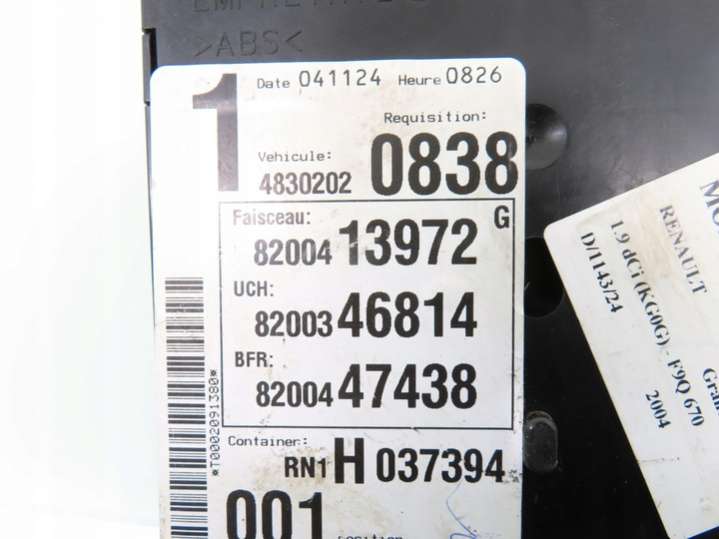 >ABS<
1 Date 041124 Heure 0826
Requisition:
Vehicule:
4830202 0838
Faisceau: G
82004 13972
UCH:
82003 46814
BFR:
82004 47438
Container:
RN1 H 037394
001
*T0002091380*
RENAULT
1.9 dCi (KG0G) - F9Q 670
D/1143/24
2004